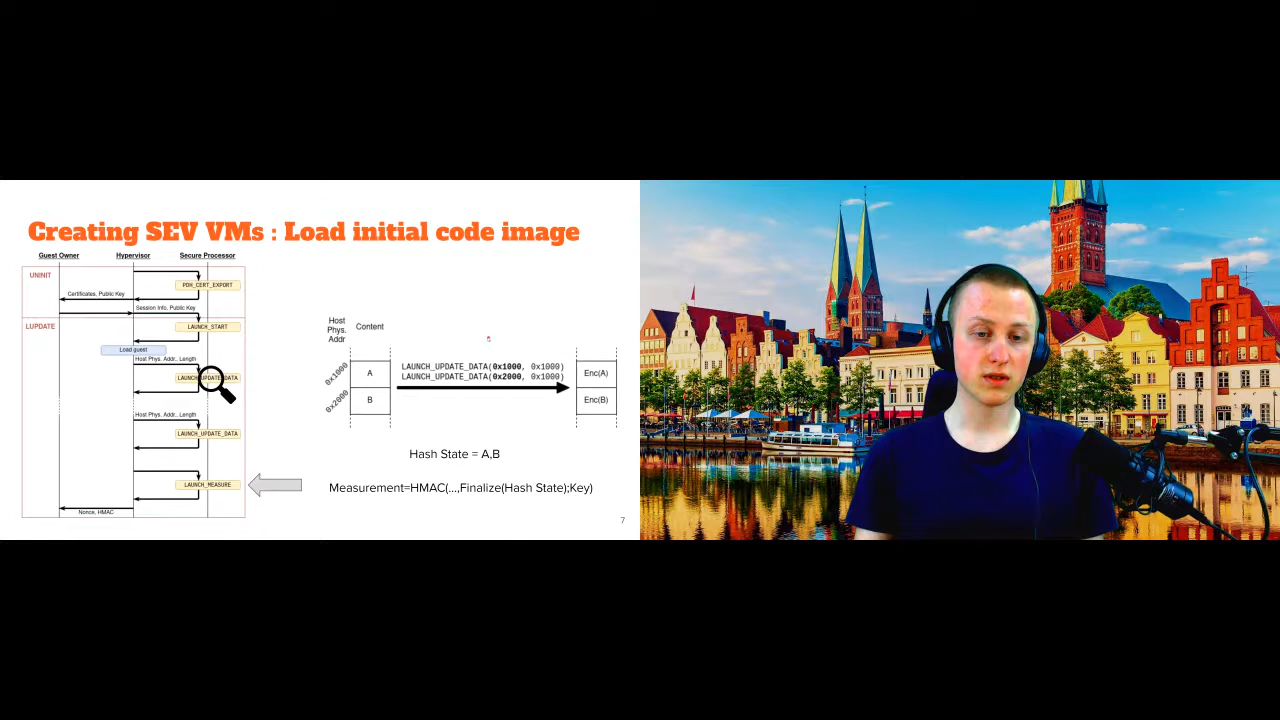 Creating SEV VMs : Load initial code image
Guest Owner
Hypervisor
Secure Processor
UNINIT
PDH_CERT_EXPORT
Certificates, Public Key
Session Info, Public Key
LUPDATE
LAUNCH_START
Load guest
Host Phys. Addr., Length
LAUNCH_UPDATE_DATA
Host Phys. Addr., Length
LAUNCH_UPDATE_DATA
LAUNCH_MEASURE
Nonce, HMAC
Host
Phys.
Addr
Content
0x1000
A
0x2000
B
LAUNCH_UPDATE_DATA(0x1000, 0x1000)
LAUNCH_UPDATE_DATA(0x2000, 0x1000)
Enc(A)
Enc(B)
Hash State = A,B
Measurement=HMAC(...,Finalize(Hash State);Key)
7